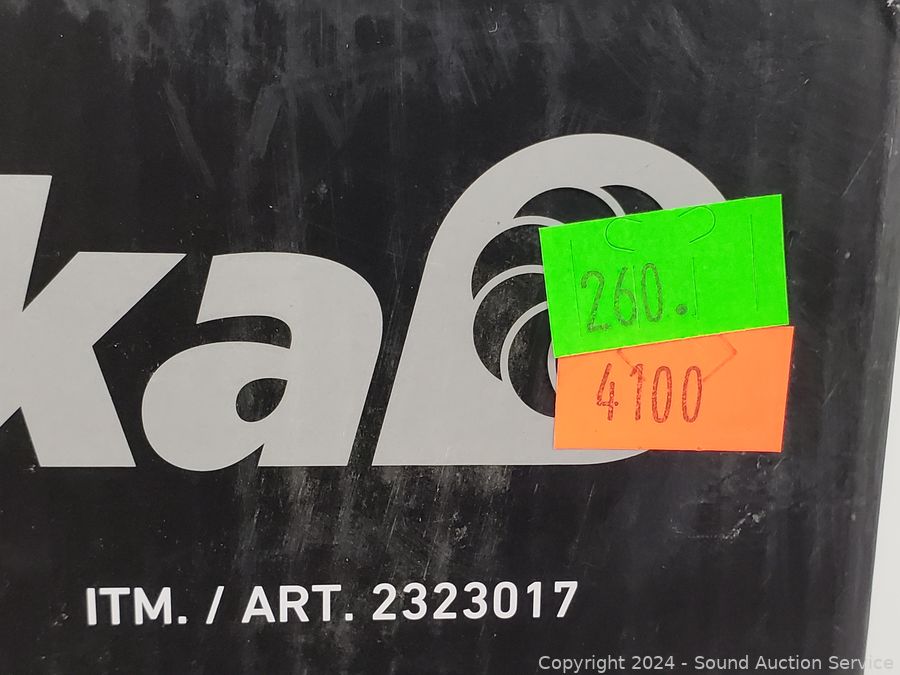 ka
260.
4100
ITM. / ART. 2323017
Copyright 2024 - Sound Auction Service